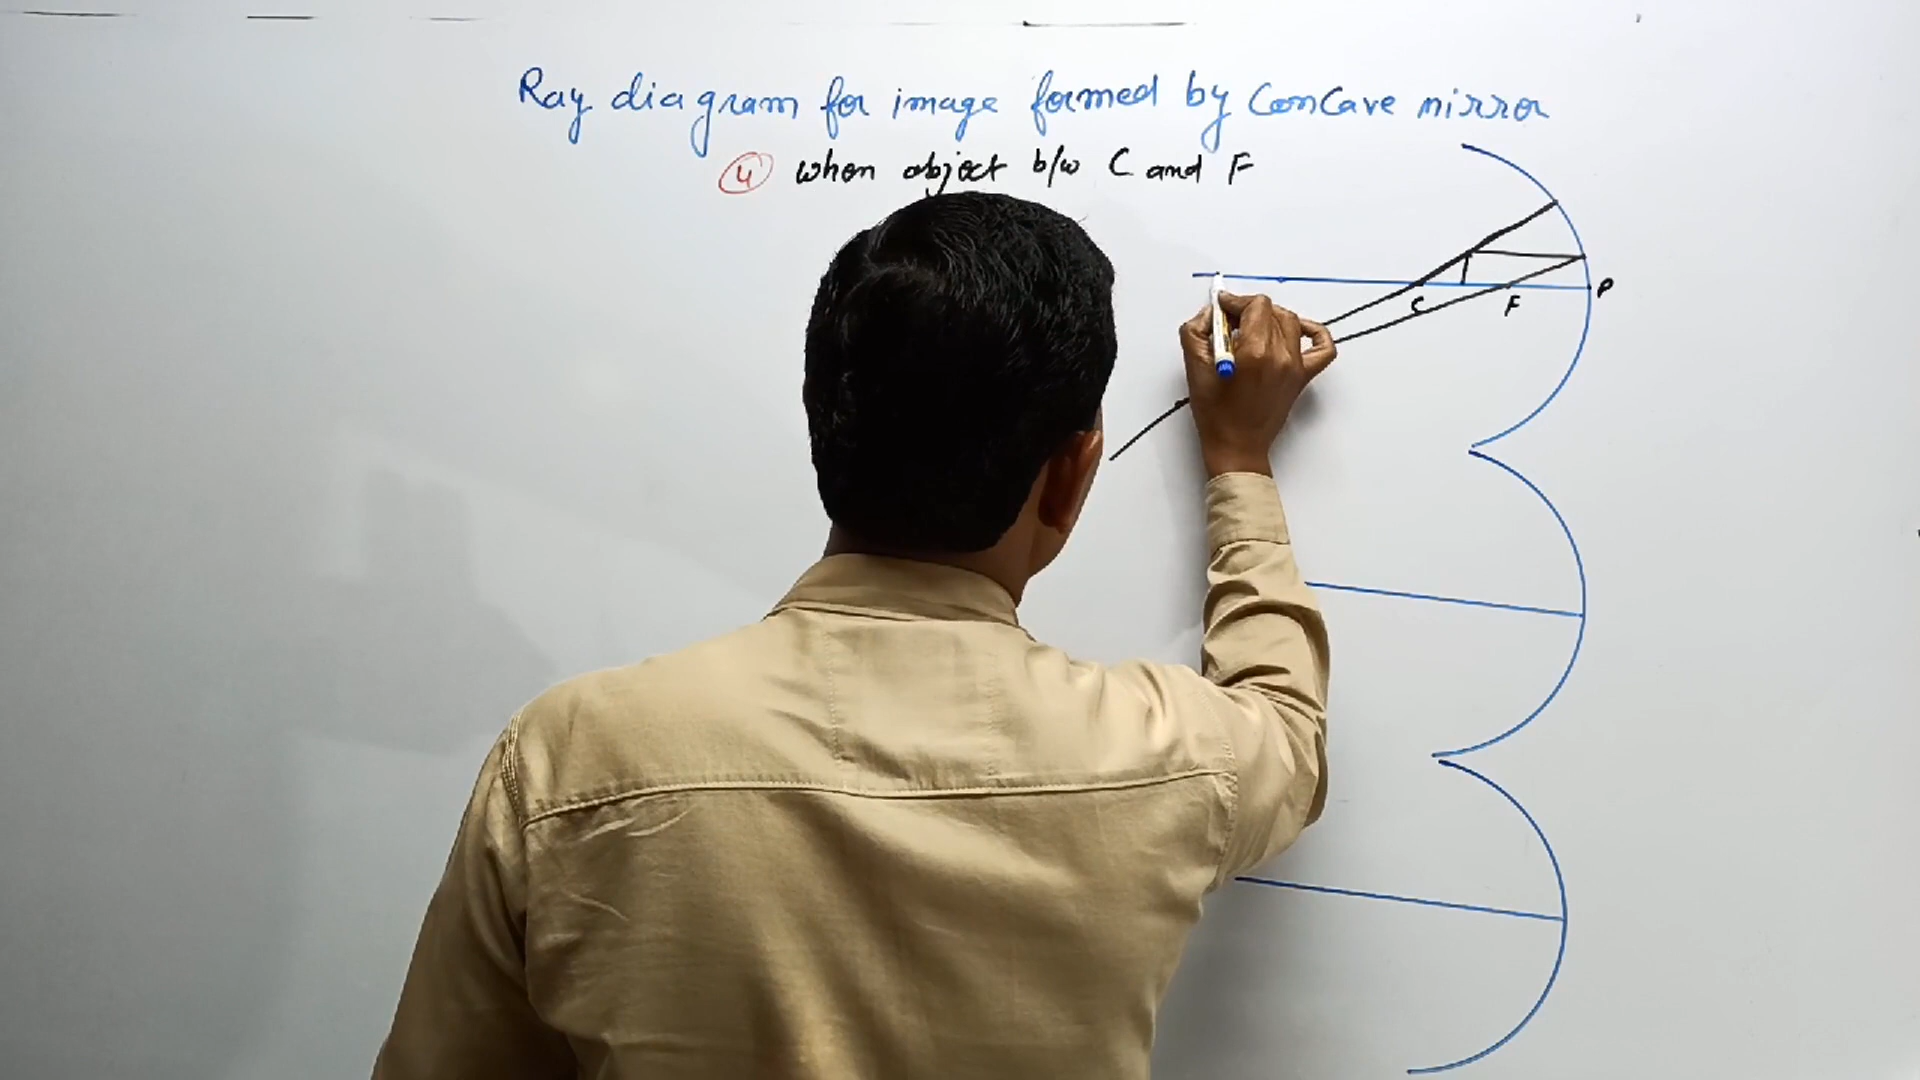 Ray diagram for image formed by Concave mirror
4 when object b/w C and F
C F P